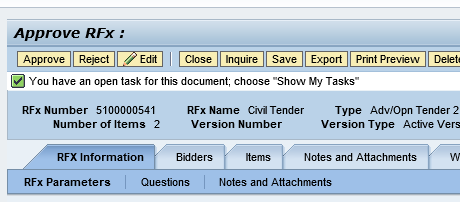 Approve RFx :
Approve Reject Edit Close Inquire Save Export Print Preview
You have an open task for this document; choose "Show My Tasks"
RFx Number 5100000541 RFx Name Civil Tender Type Adv/Opn Tender 2
Number of Items 2 Version Number Version Type Active
RFx Information Bidders Items Notes and Attachments
RFx Parameters Questions Notes and Attachments